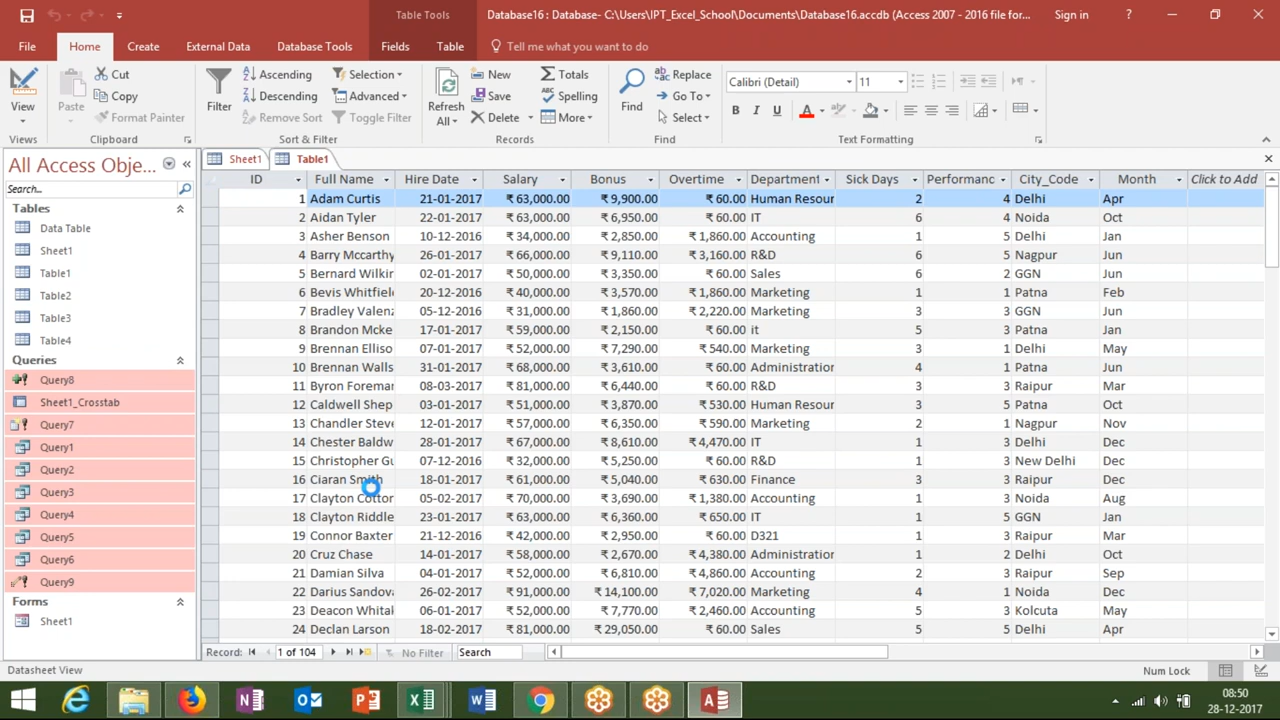 Table Tools
Database16 : Database- C:\Users\IPT_Excel_School\Documents\Database16.accdb (Access 2007 - 2016 file for...
Sign in
?
File Home Create External Data Database Tools Fields Table Tell me what you want to do
View
Paste
Cut
Copy
Format Painter
Filter
Ascending
Descending
Remove Sort
Selection
Advanced
Toggle Filter
Refresh All
New
Save
Delete
Totals
Spelling
More
Find
Replace
Go To
Select
Calibri (Detail) 11
B I U A
Views Clipboard Sort & Filter Records Find Text Formatting
All Access Obje...
Search...
Tables
Data Table
Sheet1
Table1
Table2
Table3
Table4
Queries
Query8
Sheet1_Crosstab
Query7
Query1
Query2
Query3
Query4
Query5
Query6
Query9
Forms
Sheet1
Sheet1 Table1
ID Full Name Hire Date Salary Bonus Overtime Department Sick Days Performanc City_Code Month Click to Add
1 Adam Curtis 21-01-2017 ₹ 63,000.00 ₹ 9,900.00 ₹ 60.00 Human Resour 2 4 Delhi Apr
2 Aidan Tyler 22-01-2017 ₹ 63,000.00 ₹ 6,950.00 ₹ 60.00 IT 6 4 Noida Oct
3 Asher Benson 10-12-2016 ₹ 34,000.00 ₹ 2,850.00 ₹ 1,860.00 Accounting 1 5 Delhi Jan
4 Barry Mccarthy 26-01-2017 ₹ 66,000.00 ₹ 9,110.00 ₹ 3,160.00 R&D 6 5 Nagpur Jun
5 Bernard Wilkin 02-01-2017 ₹ 50,000.00 ₹ 3,350.00 ₹ 60.00 Sales 6 2 GGN Jun
6 Bevis Whitfiel 20-12-2016 ₹ 40,000.00 ₹ 3,570.00 ₹ 1,860.00 Marketing 1 1 Patna Feb
7 Bradley Valenz 05-12-2016 ₹ 31,000.00 ₹ 1,860.00 ₹ 2,220.00 Marketing 3 3 GGN Jun
8 Brandon Mcke 17-01-2017 ₹ 59,000.00 ₹ 2,150.00 ₹ 60.00 it 5 3 Patna Jan
9 Brennan Elliso 07-01-2017 ₹ 52,000.00 ₹ 7,290.00 ₹ 540.00 Marketing 3 1 Delhi May
10 Brennan Walls 31-01-2017 ₹ 68,000.00 ₹ 3,610.00 ₹ 60.00 Administration 4 1 Patna Jun
11 Byron Foreman 08-03-2017 ₹ 81,000.00 ₹ 6,440.00 ₹ 60.00 R&D 3 3 Raipur Mar
12 Caldwell Shep 03-01-2017 ₹ 51,000.00 ₹ 3,870.00 ₹ 530.00 Human Resour 3 5 Patna Oct
13 Chandler Steve 12-01-2017 ₹ 57,000.00 ₹ 6,350.00 ₹ 590.00 Marketing 2 1 Nagpur Nov
14 Chester Baldw 28-01-2017 ₹ 67,000.00 ₹ 8,610.00 ₹ 4,470.00 IT 1 3 Delhi Dec
15 Christopher Gu 07-12-2016 ₹ 32,000.00 ₹ 5,250.00 ₹ 60.00 R&D 1 3 New Delhi Dec
16 Ciaran Smith 18-01-2017 ₹ 61,000.00 ₹ 5,040.00 ₹ 630.00 Finance 3 3 Raipur Dec
17 Clayton Cottor 05-02-2017 ₹ 70,000.00 ₹ 3,690.00 ₹ 1,380.00 Accounting 1 3 Noida Aug
18 Clayton Riddle 23-01-2017 ₹ 63,000.00 ₹ 6,360.00 ₹ 650.00 IT 1 5 GGN Jan
19 Connor Baxter 21-12-2016 ₹ 42,000.00 ₹ 2,950.00 ₹ 60.00 D321 1 3 Raipur Mar
20 Cruz Chase 14-01-2017 ₹ 58,000.00 ₹ 2,670.00 ₹ 4,380.00 Administration 1 2 Delhi Oct
21 Damian Silva 04-01-2017 ₹ 52,000.00 ₹ 6,810.00 ₹ 4,860.00 Accounting 2 3 Raipur Sep
22 Darius Sandova 26-02-2017 ₹ 91,000.00 ₹ 14,100.00 ₹ 7,020.00 Marketing 4 1 Noida Dec
23 Deacon Whitak 06-01-2017 ₹ 52,000.00 ₹ 7,770.00 ₹ 2,460.00 Accounting 5 3 Kolcuta May
24 Declan Larson 18-02-2017 ₹ 81,000.00 ₹ 29,050.00 ₹ 60.00 Sales 5 5 Delhi Apr
Record: 1 of 104 No Filter Search
Datasheet View
Num Lock
08:50
28-12-2017